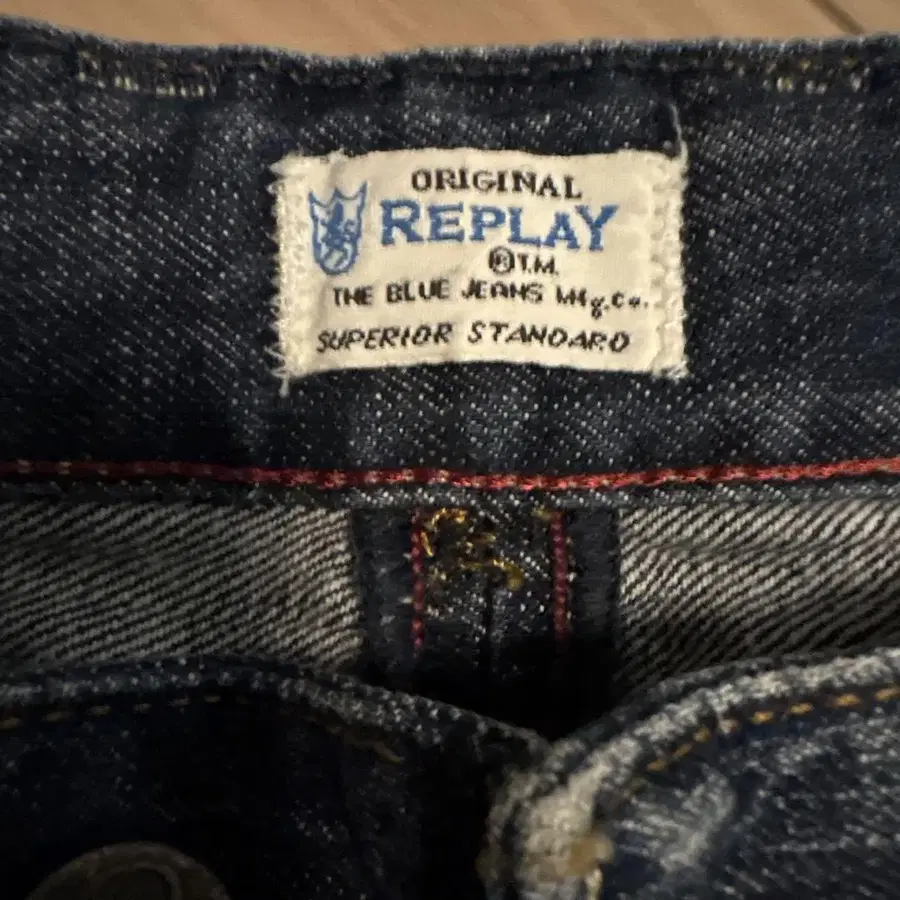 ORIGINAL
REPLAY
® T.M.
THE BLUE JEANS Mfg.Co.
SUPERIOR STANDARD